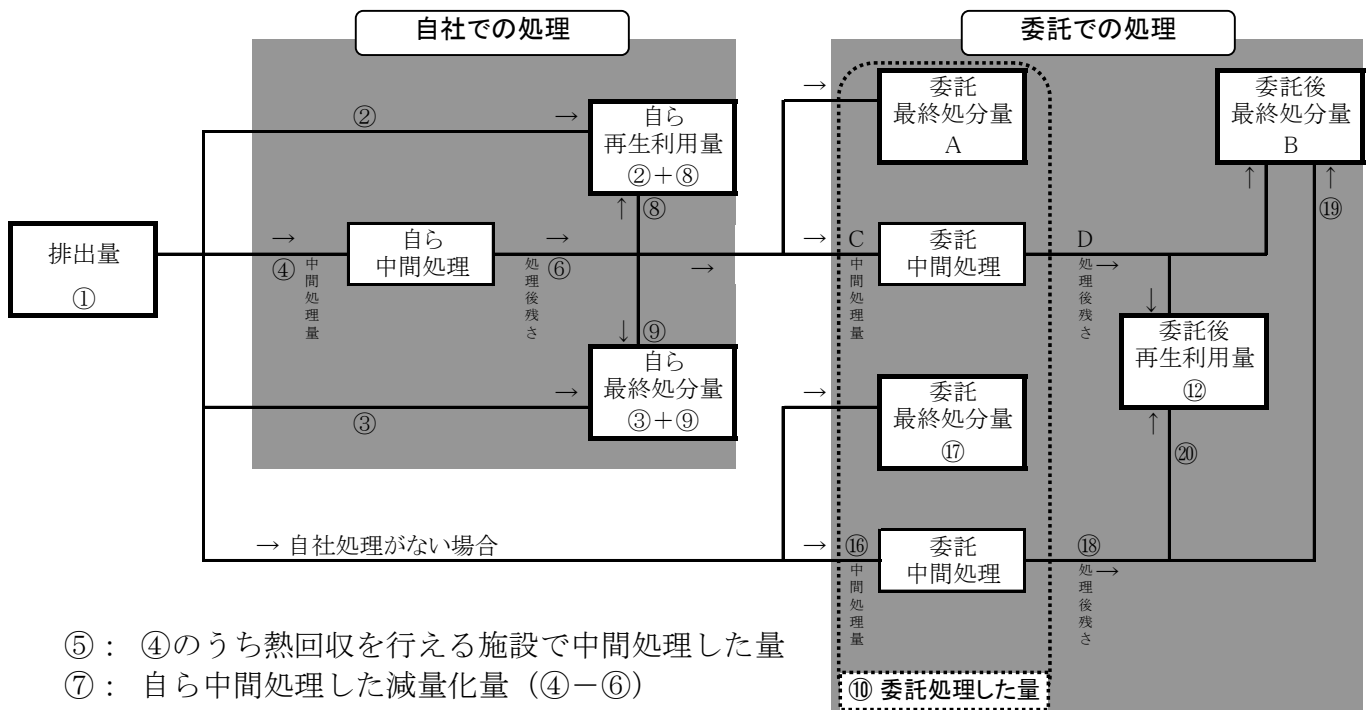 自社での処理
委託での処理
②
→
自ら
再生利用量
②+⑧
→
委託
最終処分量
A
委託後
最終処分量
B
↑
⑧
↑
↑
⑲
排出量
①
→
④
中間処理量
自ら
中間処理
→
処理後残さ
⑥
→
→
C
中間処理量
委託
中間処理
D
処理後残さ
→
↓
⑨
自ら
最終処分量
③+⑨
③
→
→
委託
最終処分量
⑰
↓
委託後
再生利用量
⑫
↑
⑳
→ 自社処理がない場合
→
⑯
中間処理量
委託
中間処理
⑱
処理後残さ
→
⑤: ④のうち熱回収を行える施設で中間処理した量
⑦: 自ら中間処理した減量化量(④-⑥)
⑩ 委託処理した量